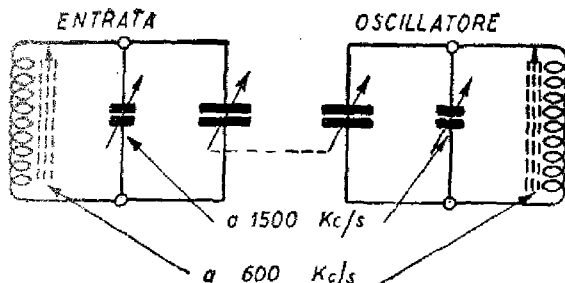 ENTRATA
OSCILLATORE
a 1500 Kc/s
a 600 Kc/s